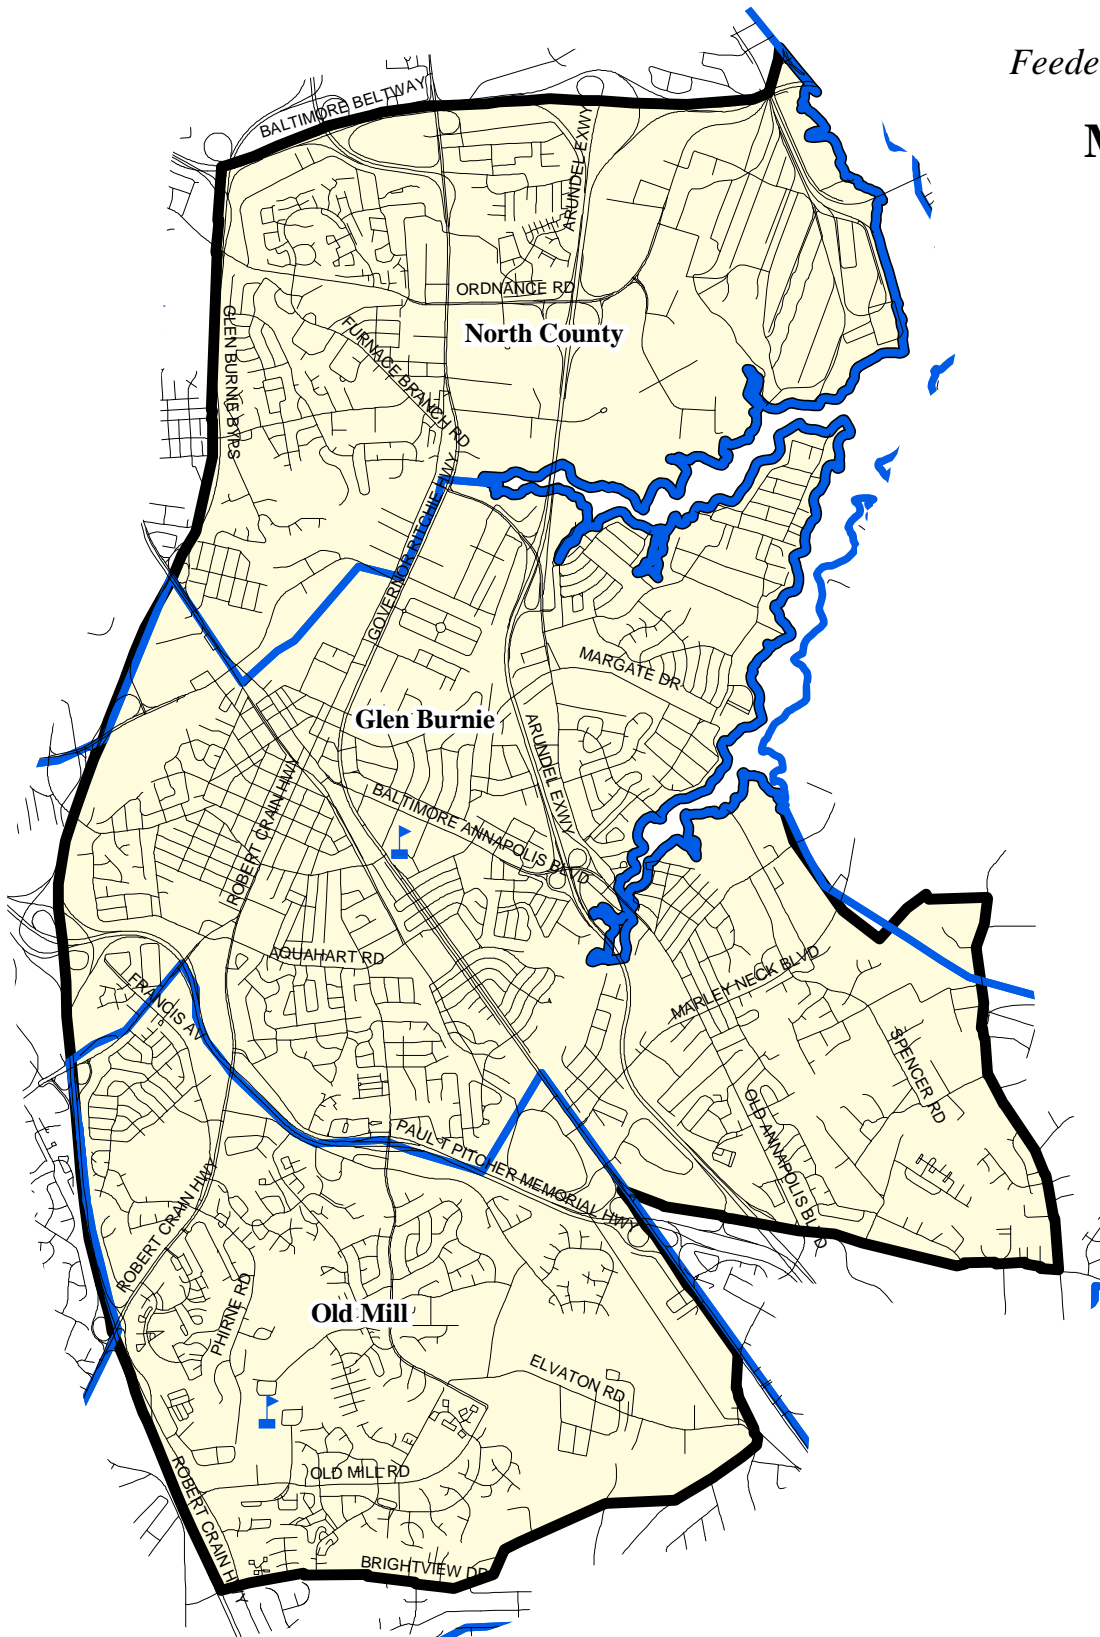 Feede
M
BALTIMORE BELTWAY
ARUNDEL EXWY
ORDNANCE RD
North County
GLEN BURNIE BYPS
FURNACE BRANCH RD
GOVERNOR RITCHIE HWY
MARGATE DR
Glen Burnie
ARUNDEL EXWY
ROBERT CRAIN HWY
BALTIMORE ANNAPOLIS BLVD
AQUAHART RD
MARLEY NECK BLVD
FRANCIS AV
SPENCER RD
OLD ANNAPOLIS BLVD
PAUL T PITCHER MEMORIAL HWY
ROBERT CRAIN HWY
PHIRNE RD
Old Mill
ELVATON RD
OLD MILL RD
ROBERT CRAIN HWY
BRIGHTVIEW DR